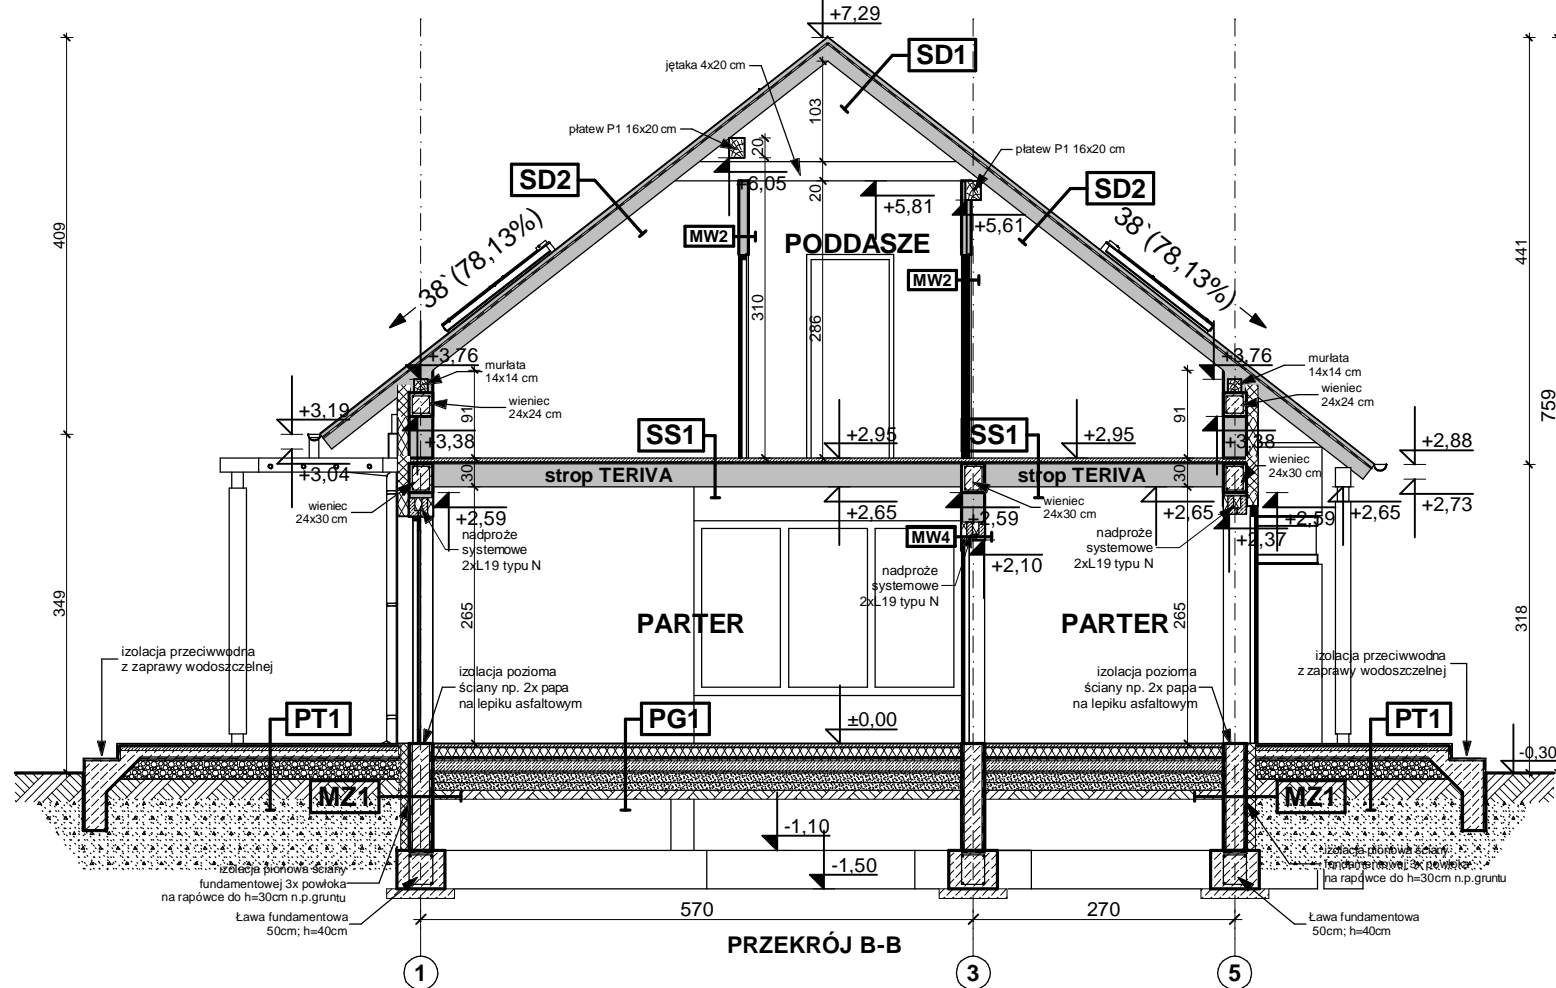 +7,29
SD1
jętaka 4x20 cm
103
płatew P1 16x20 cm
20
płatew P1 16x20 cm
+6,05
20
SD2
+5,81
+5,61
SD2
409
38`(78,13%)
MW2
PODDASZE
38`(78,13%)
441
MW2
310
286
+3,76
murłata
14x14 cm
wieniec
24x24 cm
+3,76
murłata
14x14 cm
wieniec
24x24 cm
759
+3,19
91
91
+3,38
SS1
+2,95
SS1
+2,95
+3,38
+2,88
+3,04
30
strop TERIVA
strop TERIVA
30
wieniec
24x30 cm
wieniec
24x30 cm
wieniec
24x30 cm
+2,59
+2,65
+2,59
+2,65
+2,59
+2,65
+2,73
nadproże
systemowe
2xL19 typu N
MW4
+2,10
nadproże
systemowe
2xL19 typu N
+2,37
nadproże
systemowe
2xL19 typu N
349
265
PARTER
PARTER
265
318
izolacja przeciwwodna
z zaprawy wodoszczelnej
izolacja pozioma
ściany np. 2x papa
na lepiku asfaltowym
izolacja pozioma
ściany np. 2x papa
na lepiku asfaltowym
izolacja przeciwwodna
z zaprawy wodoszczelnej
PT1
PG1
±0,00
PT1
-0,30
MZ1
MZ1
-1,10
-1,50
izolacja pionowa ściany
fundamentowej 3x powłoka
na rapówce do h=30cm n.p.gruntu
izolacja pionowa ściany
fundamentowej 3x powłoka
na rapówce do h=30cm n.p.gruntu
Ława fundamentowa
50cm; h=40cm
570
270
Ława fundamentowa
50cm; h=40cm
PRZEKRÓJ B-B
1
3
5